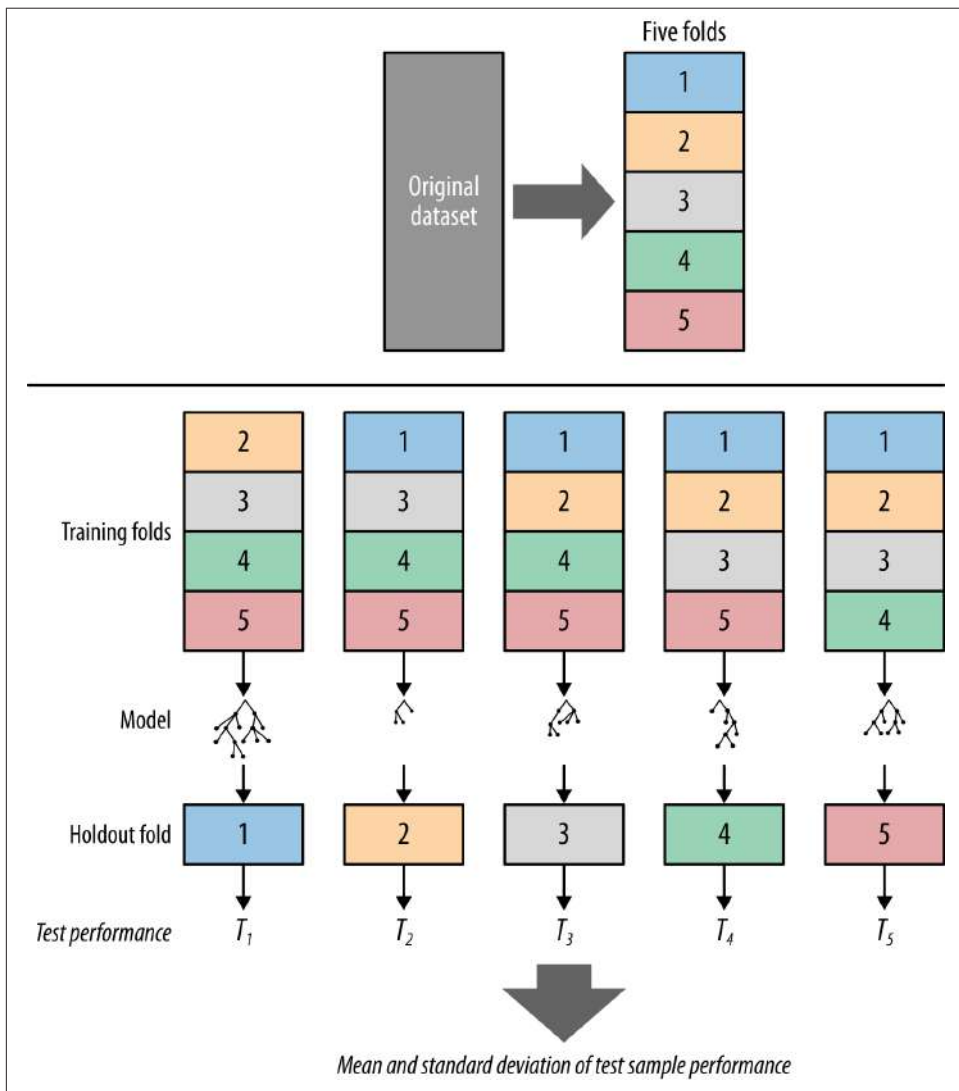 Five folds
1
2
Original
dataset
3
4
5
Training folds
2 1 1 1 1
3 3 2 2 2
4 4 4 3 3
5 5 5 5 4
Model
Holdout fold 1 2 3 4 5
Test performance T1 T2 T3 T4 T5
Mean and standard deviation of test sample performance